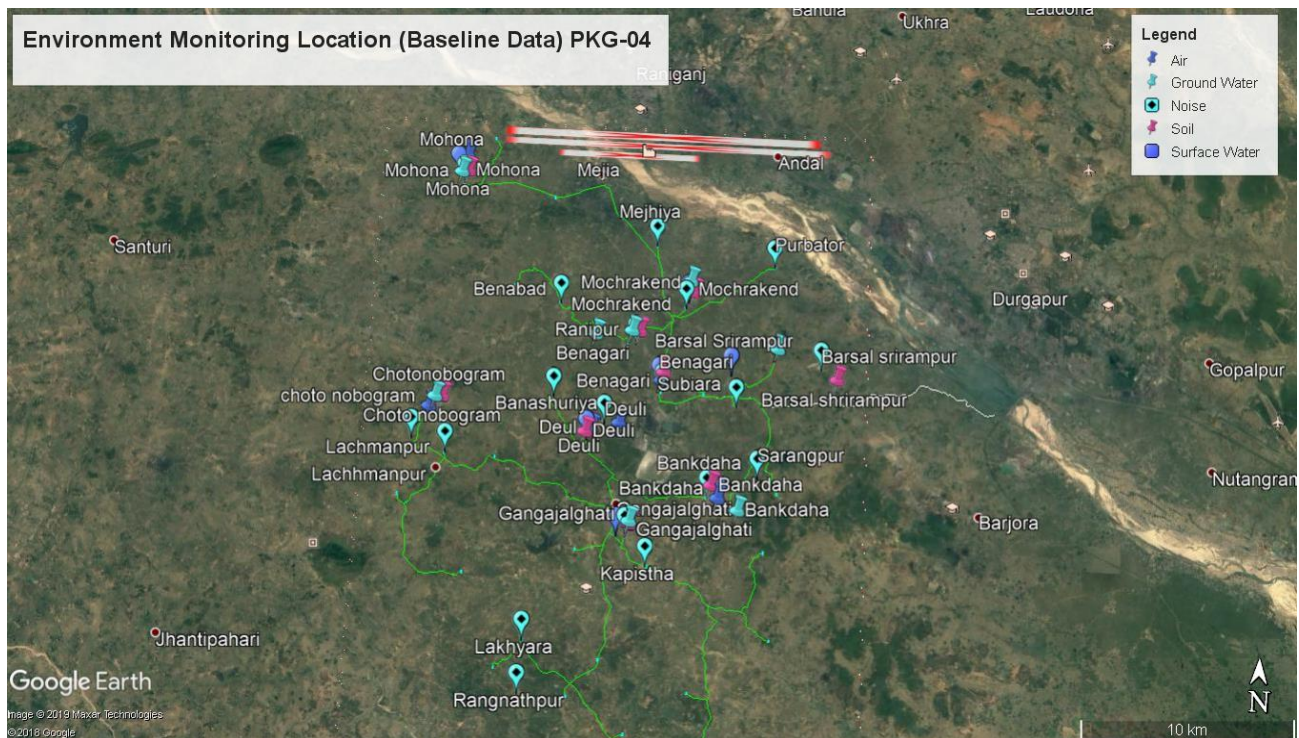 Environment Monitoring Location (Baseline Data) PKG-04
Legend
Air
Ground Water
Noise
Soil
Surface Water
Ukhra
Raniganj
Mohona
Mohona
Mohona
Mohona
Mejia
Andal
Mejhiya
Purbator
Santuri
Mochrakend
Mochrakend
Mochrakend
Benabad
Durgapur
Ranipur
Benagari
Barsal Srirampur
Benagari
Barsal srirampur
Gopalpur
Chotonobogram
Benagari
Subiara
choto nobogram
Banashuriya
Barsal shrirampur
Choto nobogram
Deuli
Deuli
Deuli
Lachmanpur
Lachhmanpur
Bankdaha
Sarangpur
Nutangram
Bankdaha
Bankdaha
Gangajalghati
Gangajalghati
Bankdaha
Gangajalghati
Barjora
Kapistha
Jhantipahari
Lakhyara
Rangnathpur
Google Earth
Image © 2019 Maxar Technologies
©2018 Google
N
10 km